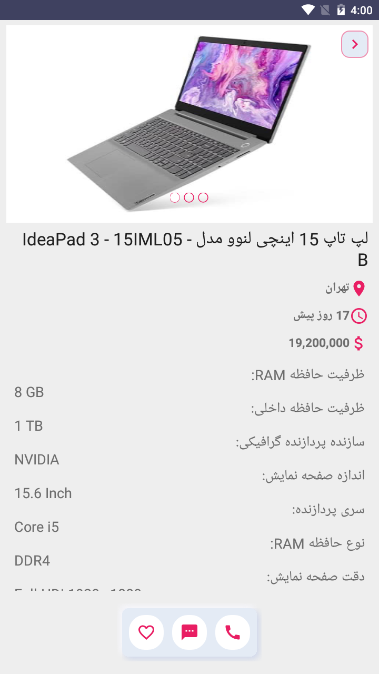 4:00
لپ تاپ 15 اینچی لنوو مدل IdeaPad 3 - 15IML05 -
B
تهران
17 روز پیش
19,200,000
ظرفیت حافظه RAM:
8 GB
ظرفیت حافظه داخلی:
1 TB
سازنده پردازنده گرافیکی:
NVIDIA
اندازه صفحه نمایش:
15.6 Inch
سری پردازنده:
Core i5
نوع حافظه RAM:
DDR4
دقت صفحه نمایش: